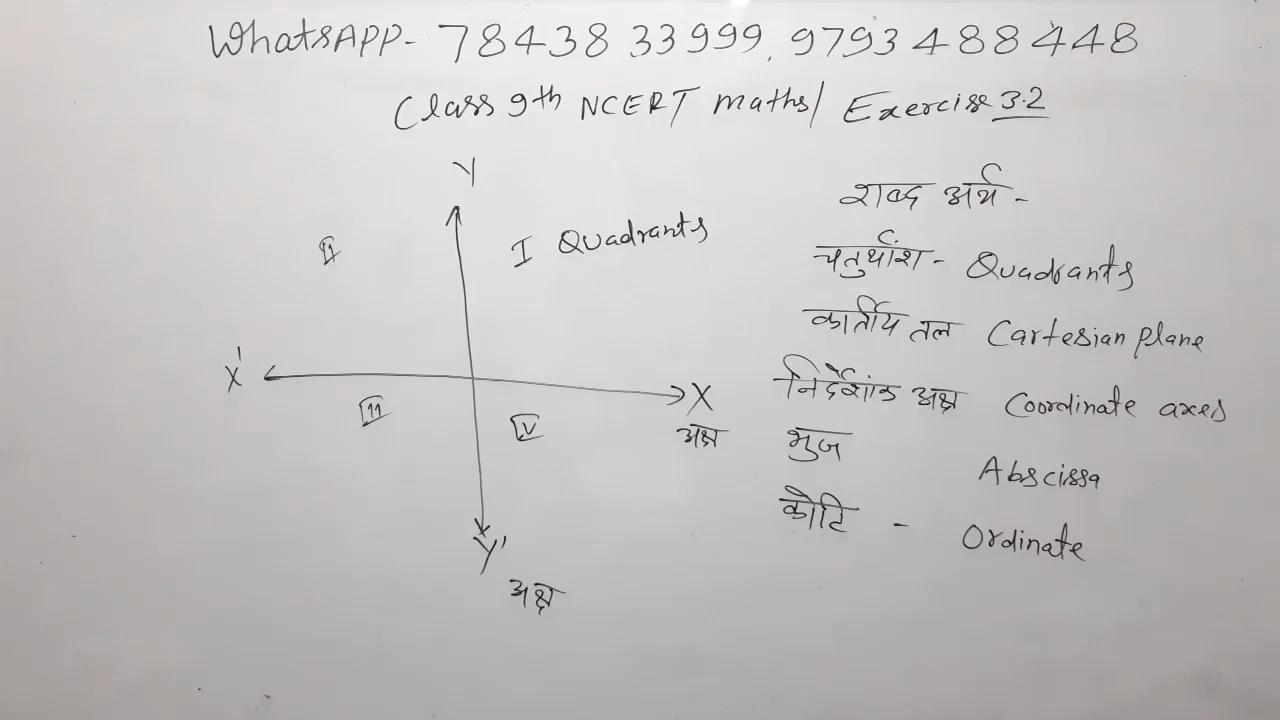 WhatsAPP- 78438 33999, 9793488448
Class 9th NCERT maths/ Exercise 3.2
Y
I Quadrants
II
X'
X
अक्ष
III
IV
Y'
अक्ष
शब्द अर्थ -
चतुर्थांश - Quadrants
कार्तीय तल Cartesian plane
निर्देशांक अक्ष Coordinate axes
भुज Abscissa
कोटि - Ordinate